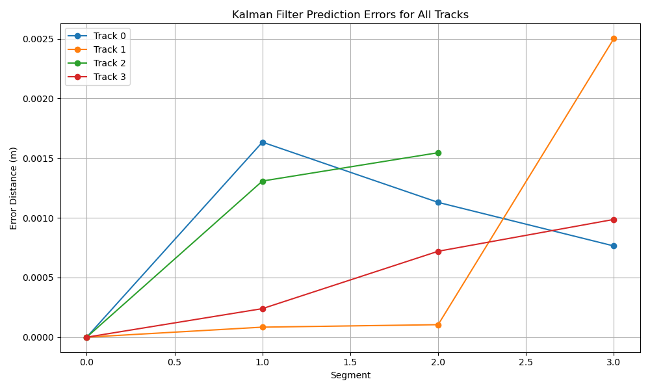 Kalman Filter Prediction Errors for All Tracks
Track 0
Track 1
Track 2
Track 3
0.0025
0.0020
0.0015
0.0010
0.0005
0.0000
Error Distance (m)
0.0 0.5 1.0 1.5 2.0 2.5 3.0
Segment